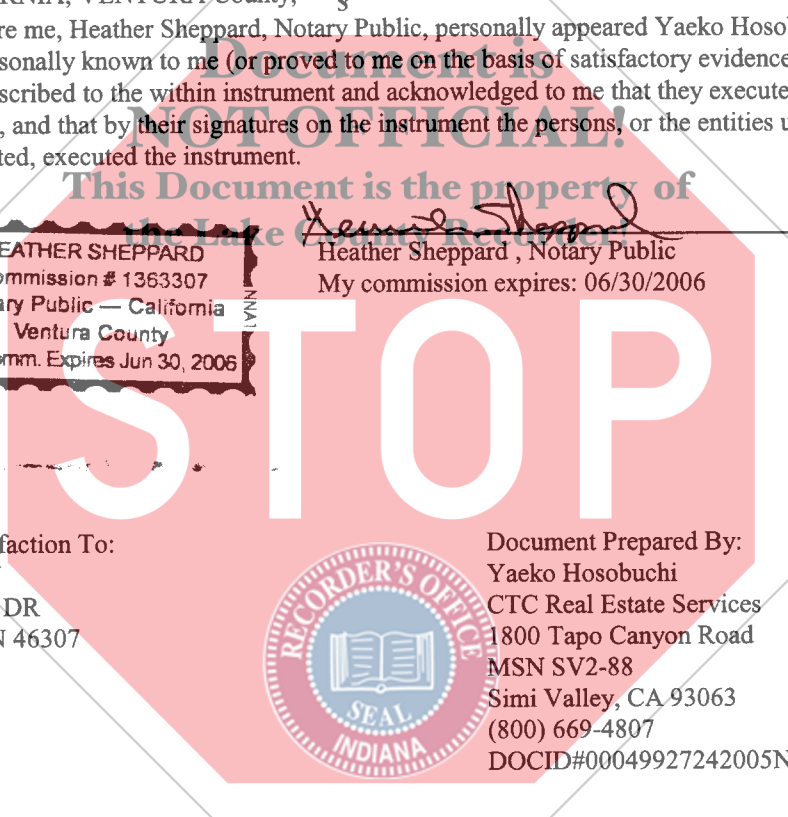 RNIA, VENTURA County,
re me, Heather Sheppard, Notary Public, personally appeared Yaeko Hosob
sonally known to me (or proved to me on the basis of satisfactory evidence
scribed to the within instrument and acknowledged to me that they execute
, and that by their signatures on the instrument the persons, or the entities u
ted, executed the instrument.
Document is
NOT OFFICIAL!
This Document is the property of
the Lake County Recorder!
Heather Sheppard , Notary Public
My commission expires: 06/30/2006
EATHER SHEPPARD
ommission # 1363307
ary Public — California
Ventura County
omm. Expires Jun 30, 2006
STOP
faction To:
DR
N 46307
Document Prepared By:
Yaeko Hosobuchi
CTC Real Estate Services
1800 Tapo Canyon Road
MSN SV2-88
Simi Valley, CA 93063
(800) 669-4807
DOCID#00049927242005N
RECORDER'S OFFICE
SEAL
INDIANA